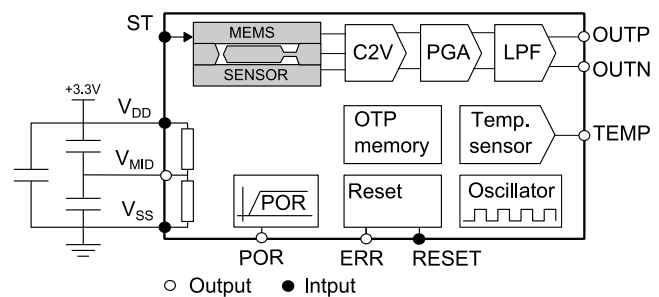 ST
MEMS
SENSOR
C2V
PGA
LPF
OUTP
OUTN
+3.3V
VDD
VMID
VSS
OTP
memory
Temp.
sensor
TEMP
POR
Reset
Oscillator
POR
ERR
RESET
Output
Intput